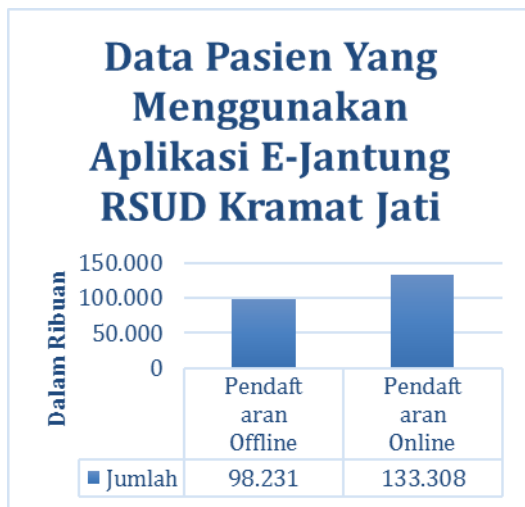 Data Pasien Yang
Menggunakan
Aplikasi E-Jantung
RSUD Kramat Jati
Dalam Ribuan
150.000
100.000
50.000
0
Pendaft
aran
Offline
Pendaft
aran
Online
Jumlah 98.231 133.308